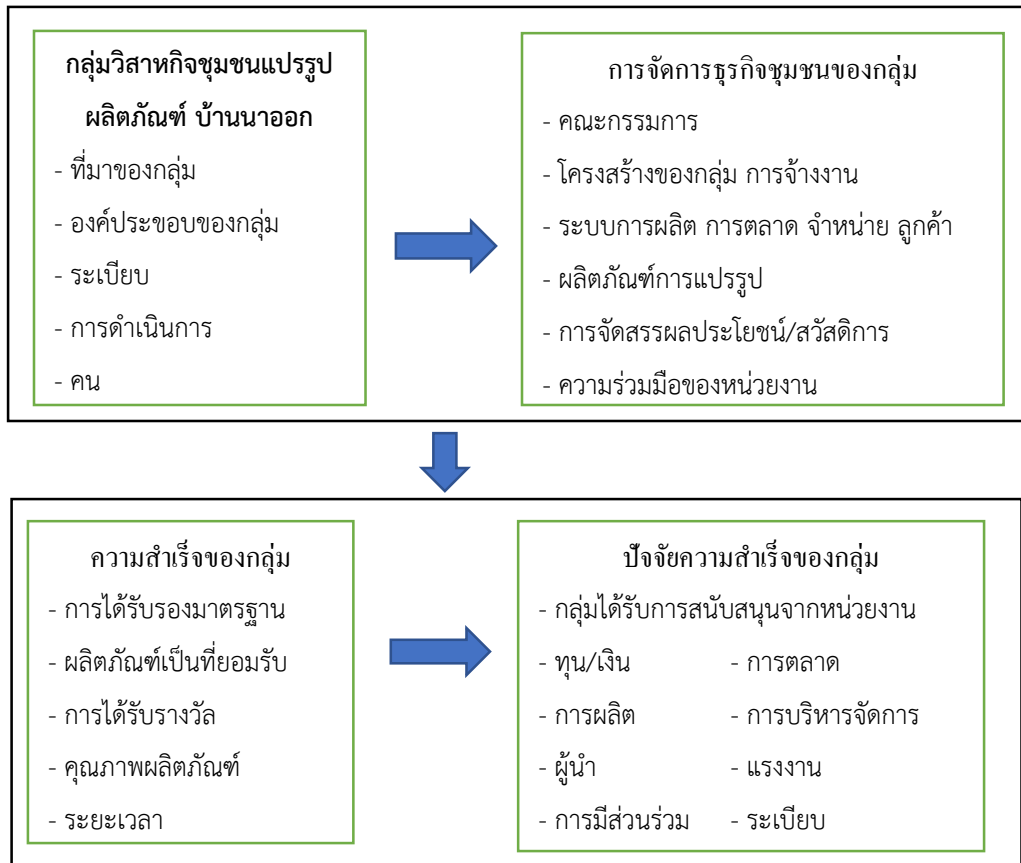 กลุ่มวิสาหกิจชุมชนแปรรูป
ผลิตภัณฑ์ บ้านนาออก
- ที่มาของกลุ่ม
- องค์ประขอบของกลุ่ม
- ระเบียบ
- การดำเนินการ
- คน
การจัดการธุรกิจชุมชนของกลุ่ม
- คณะกรรมการ
- โครงสร้างของกลุ่ม การจ้างงาน
- ระบบการผลิต การตลาด จำหน่าย ลูกค้า
- ผลิตภัณฑ์การแปรรูป
- การจัดสรรผลประโยชน์/สวัสดิการ
- ความร่วมมือของหน่วยงาน
ความสำเร็จของกลุ่ม
- การได้รับรองมาตรฐาน
- ผลิตภัณฑ์เป็นที่ยอมรับ
- การได้รับรางวัล
- คุณภาพผลิตภัณฑ์
- ระยะเวลา
ปัจจัยความสำเร็จของกลุ่ม
- กลุ่มได้รับการสนับสนุนจากหน่วยงาน
- ทุน/เงิน - การตลาด
- การผลิต - การบริหารจัดการ
- ผู้นำ - แรงงาน
- การมีส่วนร่วม - ระเบียบ